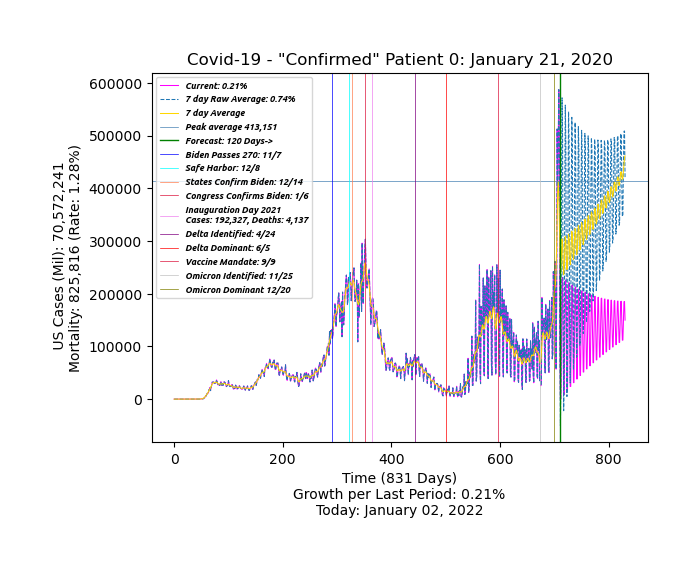 Covid-19 - "Confirmed" Patient 0: January 21, 2020
600000
500000
400000
300000
200000
100000
0
US Cases (Mil): 70,572,241
Mortality: 825,816 (Rate: 1.28%)
Current: 0.21%
7 day Raw Average: 0.74%
7 day Average
Peak average 413,151
Forecast: 120 Days->
Biden Passes 270: 11/7
Safe Harbor: 12/8
States Confirm Biden: 12/14
Congress Confirms Biden: 1/6
Inauguration Day 2021
Cases: 192,327, Deaths: 4,137
Delta Identified: 4/24
Delta Dominant: 6/5
Vaccine Mandate: 9/9
Omicron Identified: 11/25
Omicron Dominant 12/20
0 200 400 600 800
Time (831 Days)
Growth per Last Period: 0.21%
Today: January 02, 2022